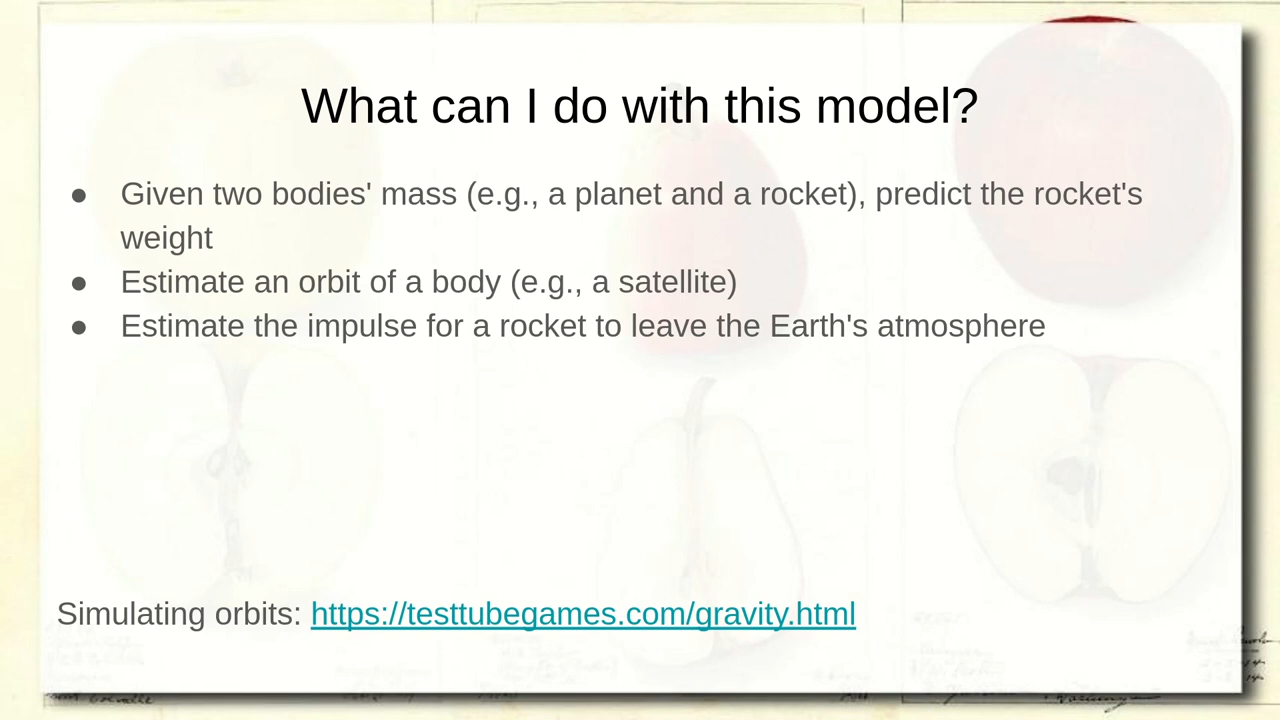 What can I do with this model?
● Given two bodies' mass (e.g., a planet and a rocket), predict the rocket's
weight
● Estimate an orbit of a body (e.g., a satellite)
● Estimate the impulse for a rocket to leave the Earth's atmosphere
Simulating orbits: https://testtubegames.com/gravity.html